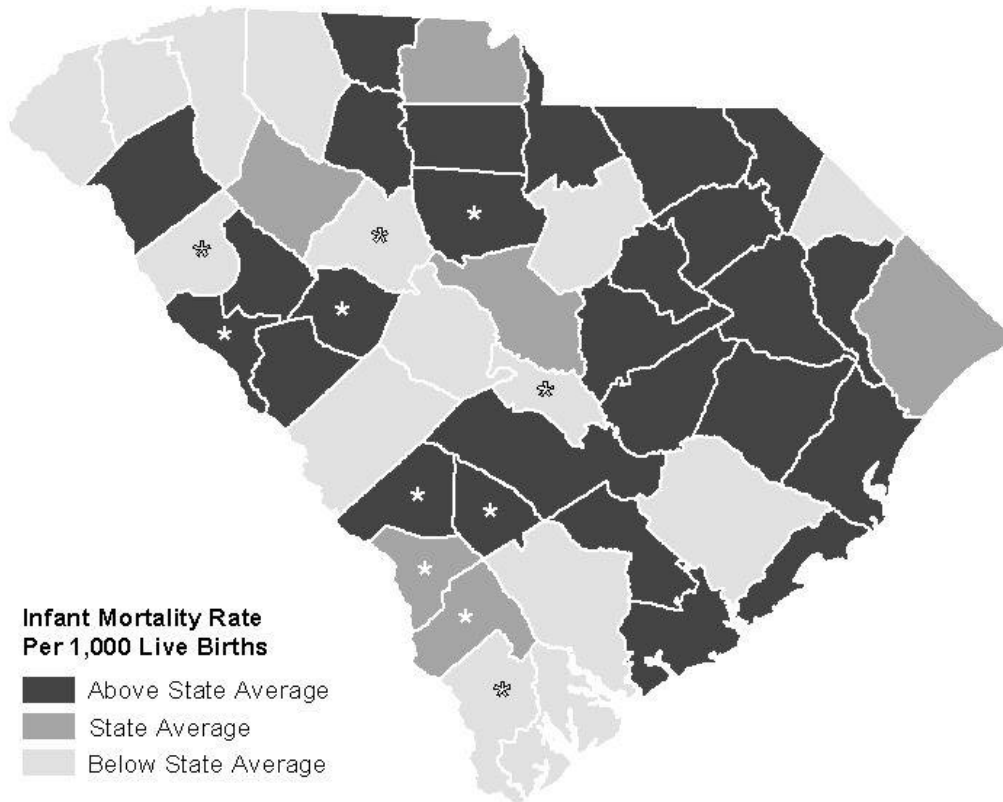 Infant Mortality Rate
Per 1,000 Live Births
Above State Average
State Average
Below State Average